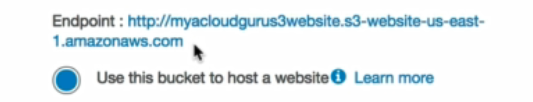 Endpoint : http://myacloudgurus3website.s3-website-us-east-
1.amazonaws.com
Use this bucket to host a website Learn more